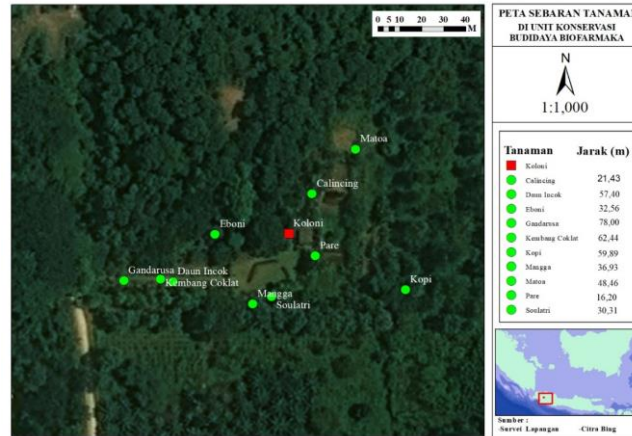 0 5 10 20 30 40
M
Matoa
Calincing
Eboni
Koloni
Pare
Gandarusa
Daun Incok
Kembang Coklat
Kopi
Mangga
Soulatri
PETA SEBARAN TANAMAN
DI UNIT KONSERVASI
BUDIDAYA BIOFARMAKA
N
1:1,000
Tanaman Jarak (m)
Koloni
Calincing 21,43
Daun Incok 57,40
Eboni 32,56
Gandarusa 78,00
Kembang Coklat 62,44
Kopi 59,89
Mangga 36,93
Matoa 48,46
Pare 16,20
Soulatri 30,31
Sumber :
-Survei Lapangan -Citra Bing